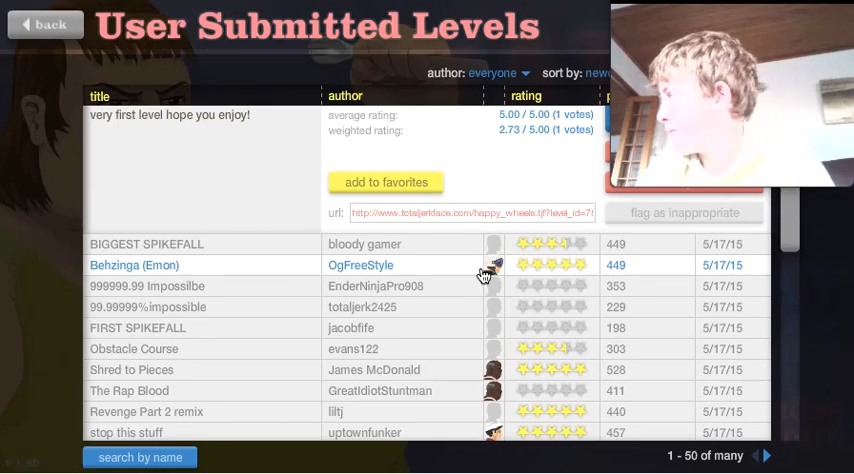 back
User Submitted Levels
author: everyone sort by:
title author rating
very first level hope you enjoy!
average rating: 5.00 / 5.00 (1 votes)
weighted rating: 2.73 / 5.00 (1 votes)
add to favorites
url: http://www.totaljerkface.com/happy_wheels.tjf?level_id=
flag as inappropriate
BIGGEST SPIKEFALL bloody gamer 449 5/17/15
Behzinga (Emon) OgFreeStyle 449 5/17/15
999999.99 Impossilbe EnderNinjaPro908 353 5/17/15
99.99999%impossible totaljerk2425 229 5/17/15
FIRST SPIKEFALL jacobfife 198 5/17/15
Obstacle Course evans122 303 5/17/15
Shred to Pieces James McDonald 528 5/17/15
The Rap Blood GreatIdiotStuntman 411 5/17/15
Revenge Part 2 remix liltj 440 5/17/15
stop this stuff uptownfunker 457 5/17/15
search by name 1 - 50 of many